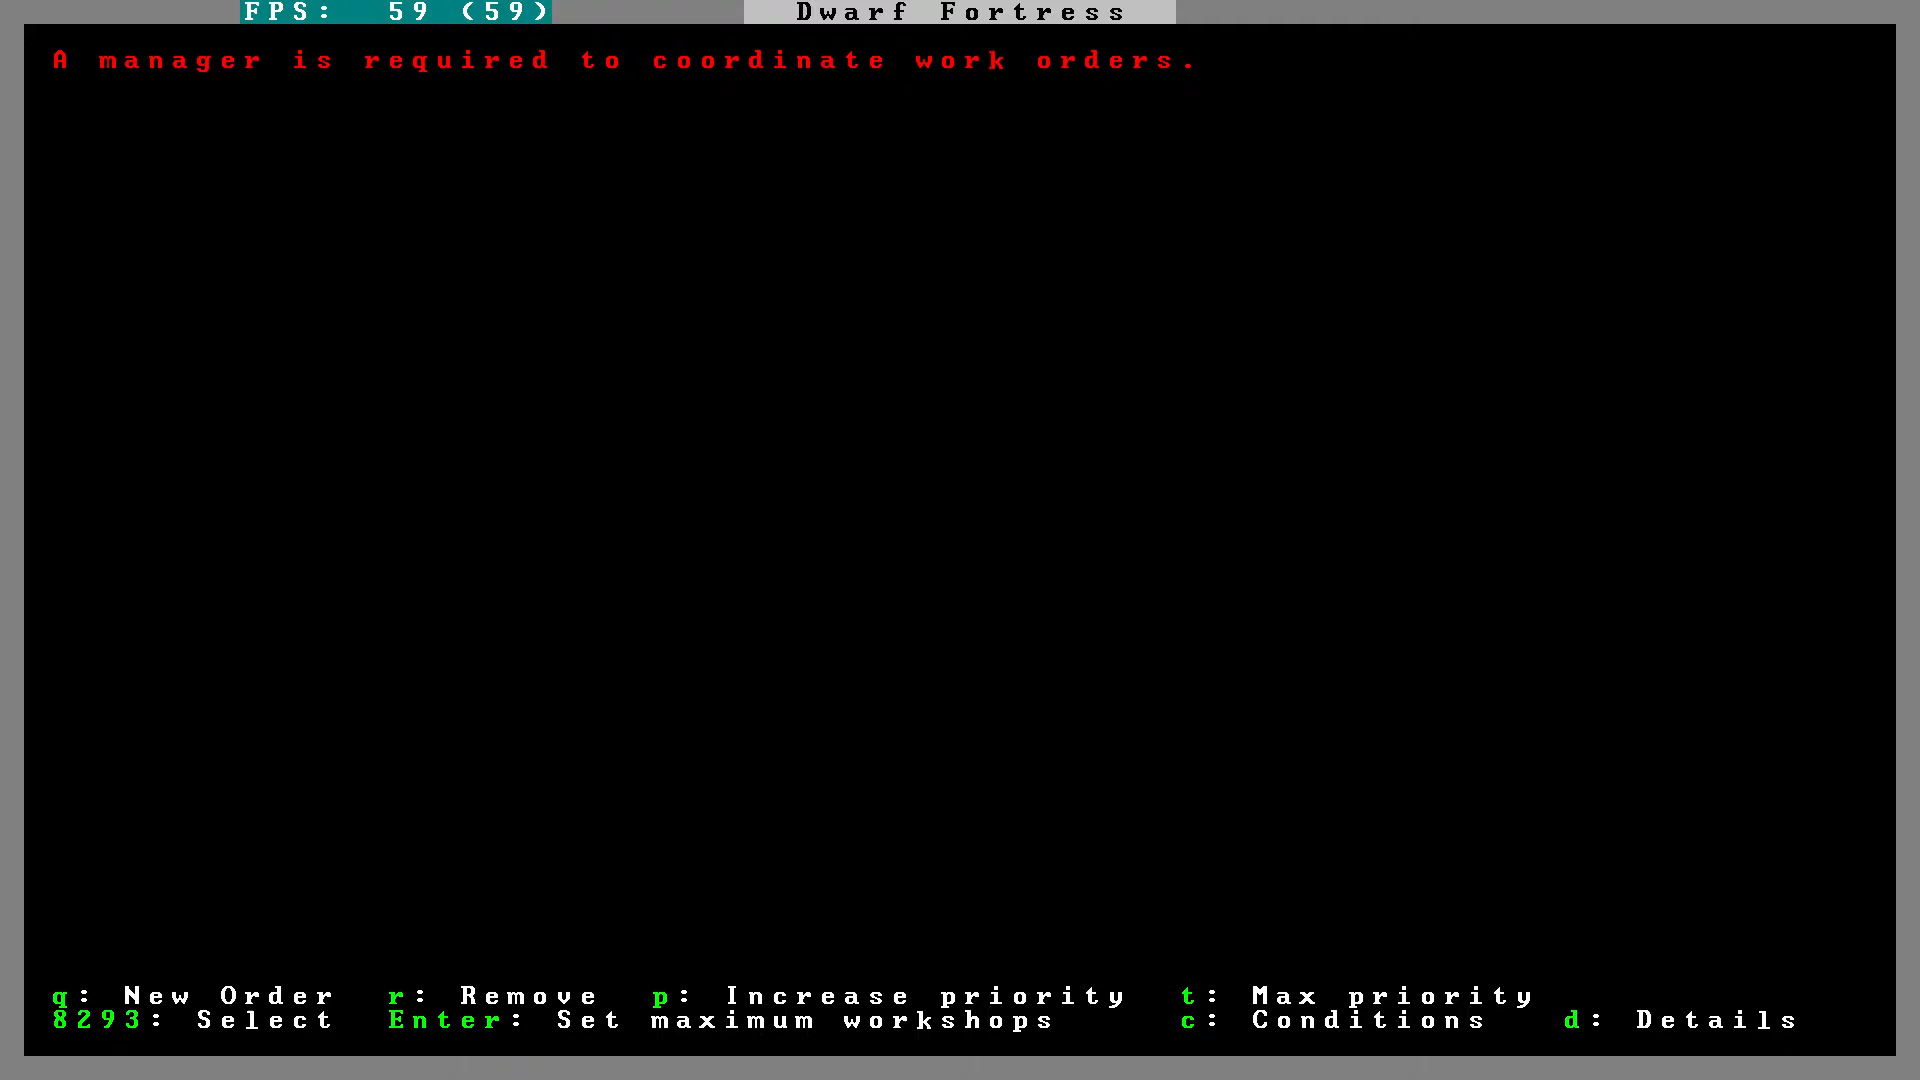 FPS: 59 (59) Dwarf Fortress
A manager is required to coordinate work orders.
q: New Order r: Remove p: Increase priority t: Max priority
8293: Select Enter: Set maximum workshops c: Conditions d: Details